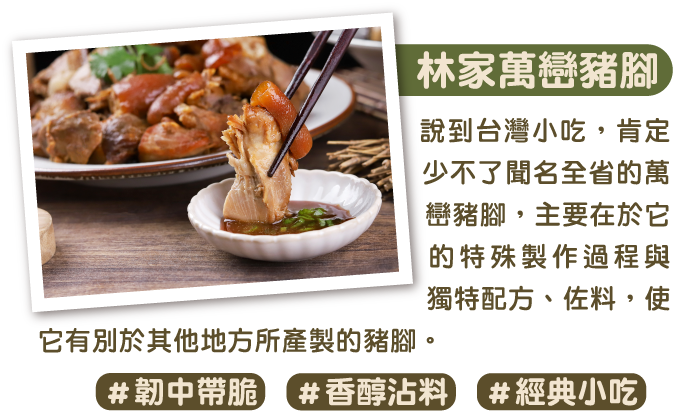 林家萬巒豬腳
說到台灣小吃，肯定
少不了聞名全省的萬
巒豬腳，主要在於它
的特殊製作過程與
獨特配方、佐料，使
它有別於其他地方所產製的豬腳。
#韌中帶脆 #香醇沾料 #經典小吃